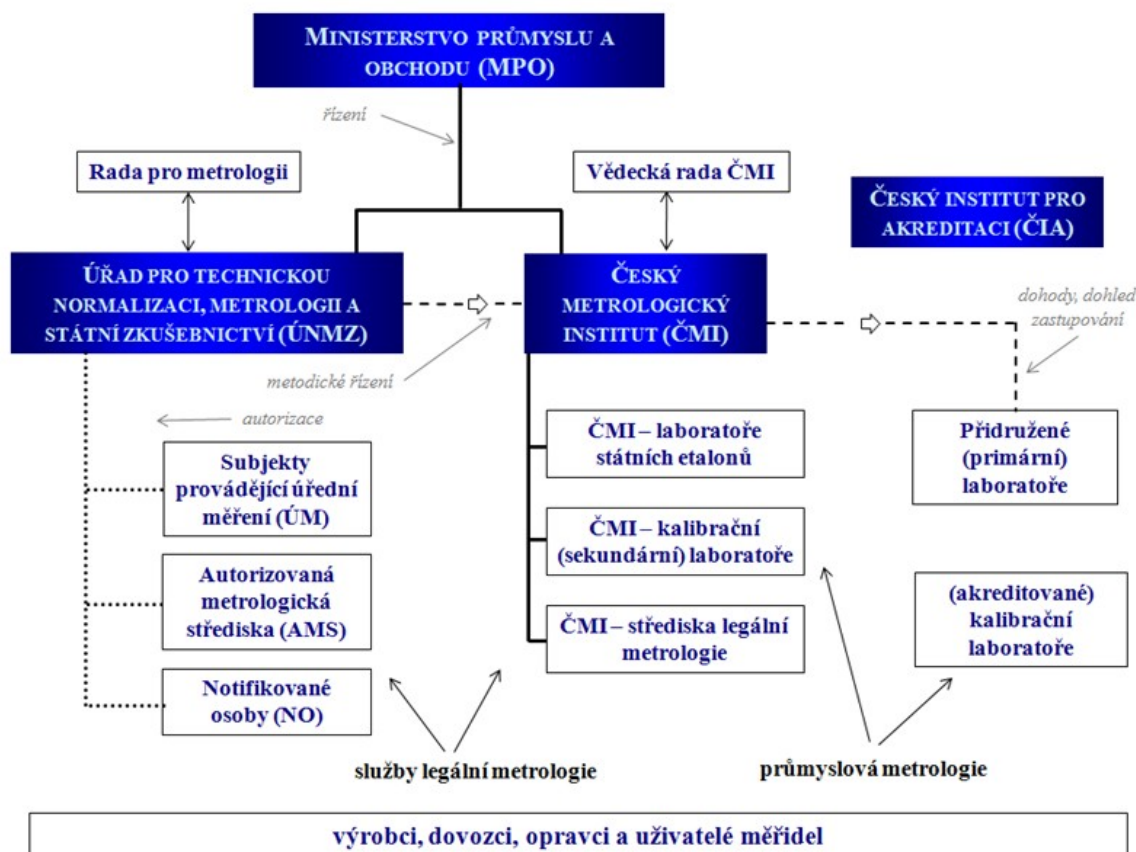 MINISTERSTVO PRŮMYSLU A
OBCHODU (MPO)
řízení
Rada pro metrologii
Vědecká rada ČMI
ČESKÝ INSTITUT PRO
AKREDITACI (ČIA)
ÚŘAD PRO TECHNICKOU
NORMALIZACI, METROLOGII A
STÁTNÍ ZKUŠEBNICTVÍ (ÚNMZ)
ČESKÝ
METROLOGICKÝ
INSTITUT (ČMI)
dohody, dohled
zastupování
metodické řízení
autorizace
Subjekty
provádějící úřední
měření (ÚM)
Autorizovaná
metrologická
střediska (AMS)
Notifikované
osoby (NO)
ČMI – laboratoře
státních etalonů
ČMI – kalibrační
(sekundární) laboratoře
ČMI – střediska legální
metrologie
Přidružené
(primární)
laboratoře
(akreditované)
kalibrační
laboratoře
služby legální metrologie
průmyslová metrologie
výrobci, dovozci, opravci a uživatelé měřidel